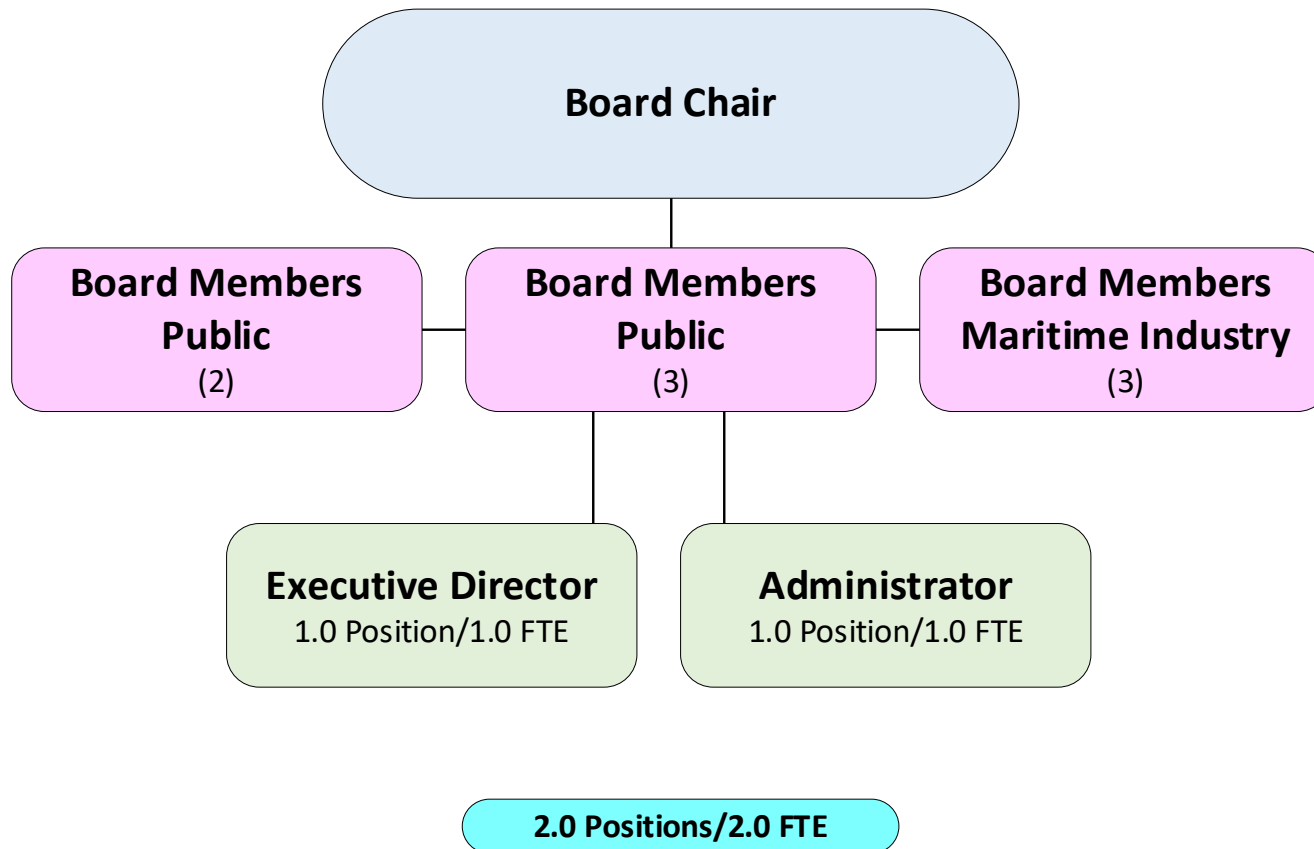 Board Chair
Board Members
Public
(2)
Board Members
Public
(3)
Board Members
Maritime Industry
(3)
Executive Director
1.0 Position/1.0 FTE
Administrator
1.0 Position/1.0 FTE
2.0 Positions/2.0 FTE